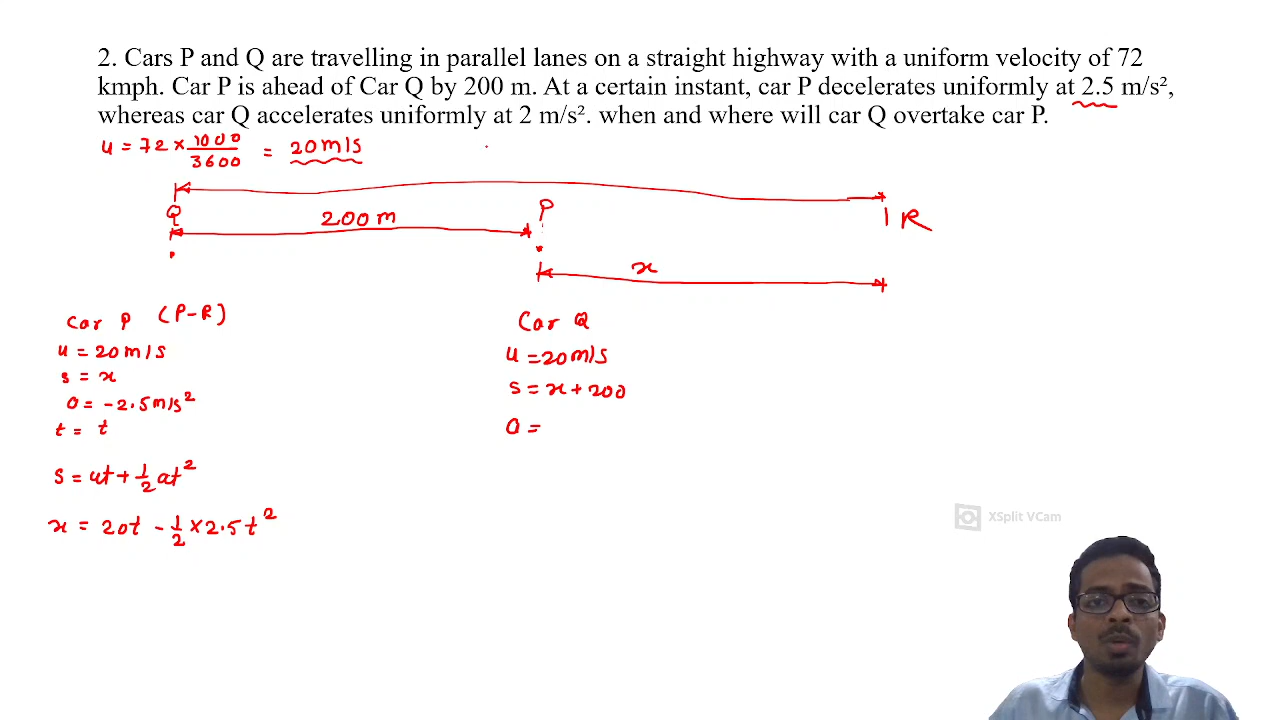 2. Cars P and Q are travelling in parallel lanes on a straight highway with a uniform velocity of 72
kmph. Car P is ahead of Car Q by 200 m. At a certain instant, car P decelerates uniformly at 2.5 m/s²,
whereas car Q accelerates uniformly at 2 m/s². when and where will car Q overtake car P.
u = 72 × 1000/3600 = 20 m/s
Q P R
200 m
x
Car P (P-R) Car Q
u = 20 m/s u = 20 m/s
s = x s = x + 200
a = -2.5 m/s² a =
t = t
s = ut + 1/2 at²
x = 20t - 1/2 × 2.5 t²
XSplit VCam